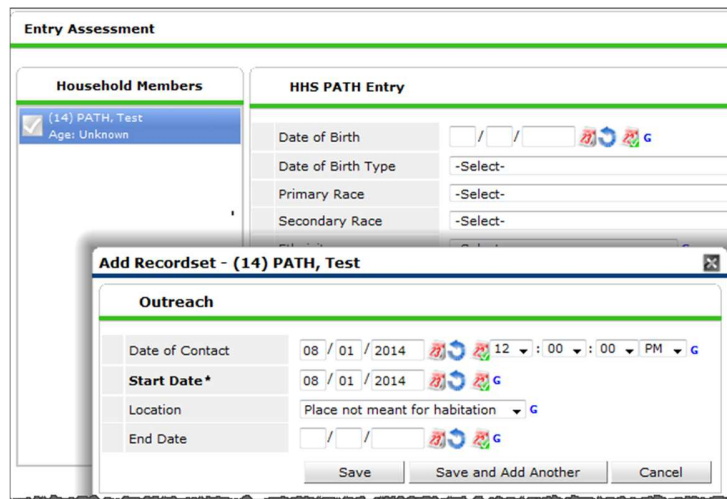 Entry Assessment
Household Members
HHS PATH Entry
(14) PATH, Test
Age: Unknown
Date of Birth / / G
Date of Birth Type -Select-
Primary Race -Select-
Secondary Race -Select-
Add Recordset - (14) PATH, Test
Outreach
Date of Contact 08 / 01 / 2014 12 : 00 : 00 PM G
Start Date* 08 / 01 / 2014 G
Location Place not meant for habitation G
End Date / / G
Save Save and Add Another Cancel